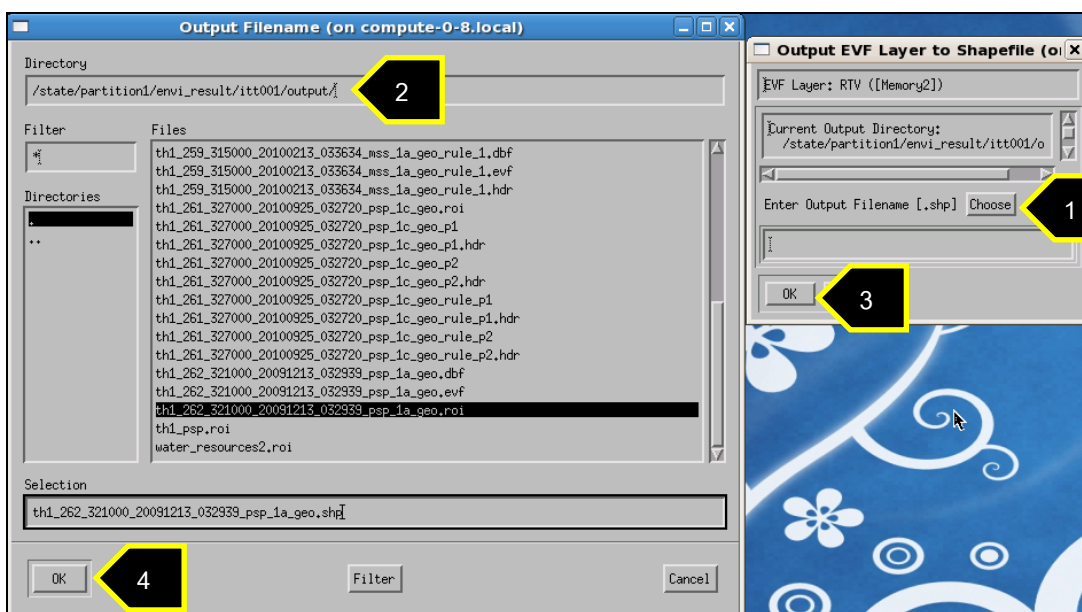 Output Filename (on compute-0-8.local)
Directory
/state/partition1/envi_result/itt001/output/
2
Filter
*
Files
th1_259_315000_20100213_033634_mss_1a_geo_rule_1.dbf
th1_259_315000_20100213_033634_mss_1a_geo_rule_1.evf
th1_259_315000_20100213_033634_mss_1a_geo_rule_1.hdr
th1_261_327000_20100925_032720_psp_1c_geo.roi
th1_261_327000_20100925_032720_psp_1c_geo_p1
th1_261_327000_20100925_032720_psp_1c_geo_p1.hdr
th1_261_327000_20100925_032720_psp_1c_geo_p2
th1_261_327000_20100925_032720_psp_1c_geo_p2.hdr
th1_261_327000_20100925_032720_psp_1c_geo_rule_p1
th1_261_327000_20100925_032720_psp_1c_geo_rule_p1.hdr
th1_261_327000_20100925_032720_psp_1c_geo_rule_p2
th1_261_327000_20100925_032720_psp_1c_geo_rule_p2.hdr
th1_262_321000_20091213_032939_psp_1a_geo.dbf
th1_262_321000_20091213_032939_psp_1a_geo.evf
th1_262_321000_20091213_032939_psp_1a_geo.roi
th1_psp.roi
water_resources2.roi
Directories
.
..
Selection
th1_262_321000_20091213_032939_psp_1a_geo.shp
OK
4
Filter
Cancel
Output EVF Layer to Shapefile (o
EVF Layer: RTV ([Memory2])
Current Output Directory:
/state/partition1/envi_result/itt001/o
Enter Output Filename [.shp] Choose
1
OK
3